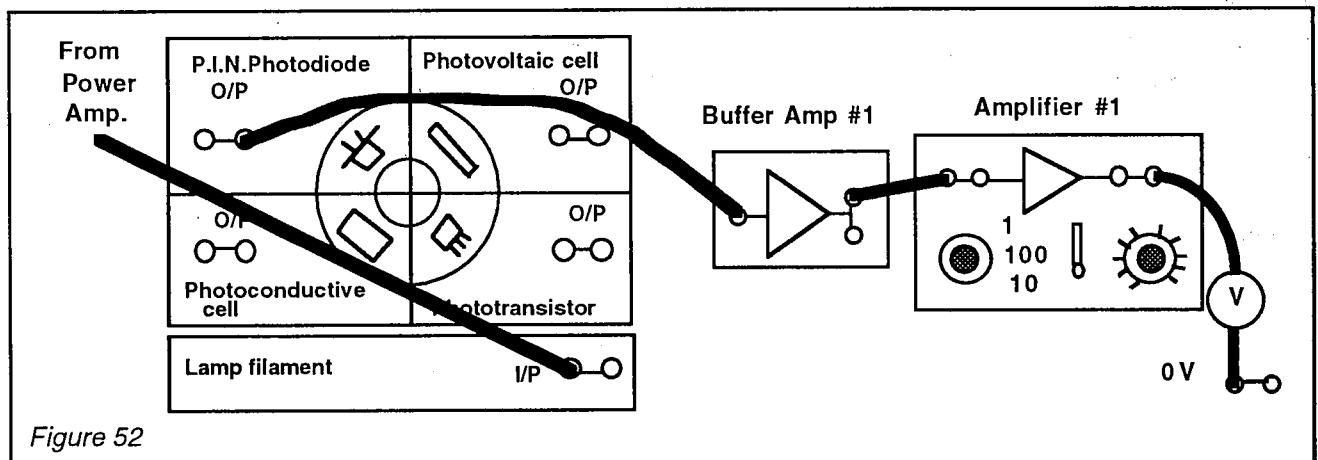 From
Power
Amp.
P.I.N.Photodiode
O/P
Photovoltaic cell
O/P
O/P
Photoconductive
cell
O/P
Phototransistor
Lamp filament
I/P
Buffer Amp #1
Amplifier #1
1
100
10
V
0 V
Figure 52